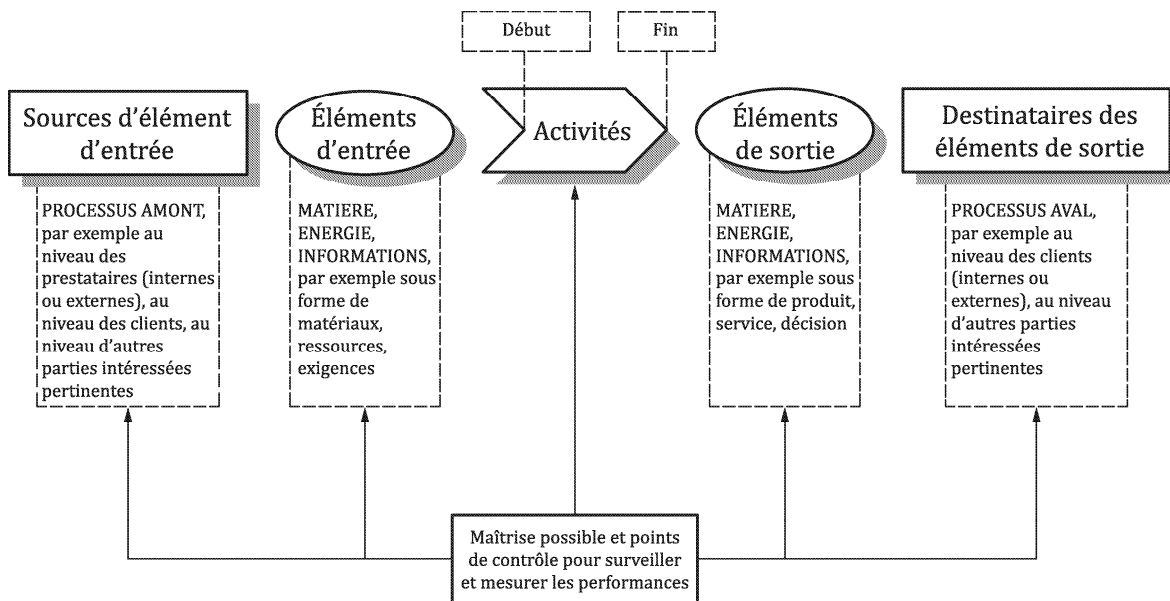 Début
Fin
Sources d'élément
d'entrée
Éléments
d'entrée
Activités
Éléments
de sortie
Destinataires des
éléments de sortie
PROCESSUS AMONT,
par exemple au
niveau des
prestataires (internes
ou externes), au
niveau des clients, au
niveau d'autres
parties intéressées
pertinentes
MATIERE,
ENERGIE,
INFORMATIONS,
par exemple sous
forme de
matériaux,
ressources,
exigences
MATIERE,
ENERGIE,
INFORMATIONS,
par exemple sous
forme de produit,
service, décision
PROCESSUS AVAL,
par exemple au
niveau des clients
(internes ou
externes), au niveau
d'autres parties
intéressées
pertinentes
Maîtrise possible et points
de contrôle pour surveiller
et mesurer les performances